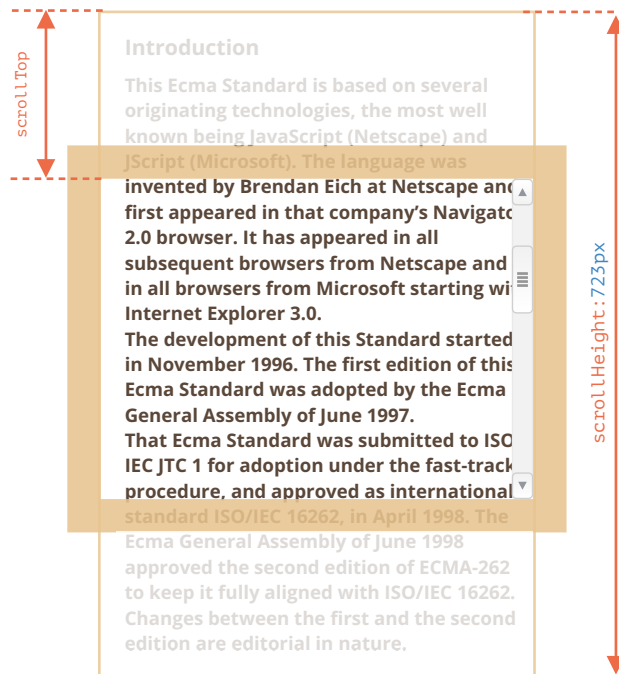 scrollTop
Introduction
This Ecma Standard is based on several
originating technologies, the most well
known being JavaScript (Netscape) and
JScript (Microsoft). The language was
invented by Brendan Eich at Netscape and
first appeared in that company’s Navigato
2.0 browser. It has appeared in all
subsequent browsers from Netscape and
in all browsers from Microsoft starting wi
Internet Explorer 3.0.
The development of this Standard started
in November 1996. The first edition of this
Ecma Standard was adopted by the Ecma
General Assembly of June 1997.
That Ecma Standard was submitted to ISO
IEC JTC 1 for adoption under the fast-track
procedure, and approved as international
standard ISO/IEC 16262, in April 1998. The
Ecma General Assembly of June 1998
approved the second edition of ECMA-262
to keep it fully aligned with ISO/IEC 16262.
Changes between the first and the second
edition are editorial in nature.
scrollHeight:723px